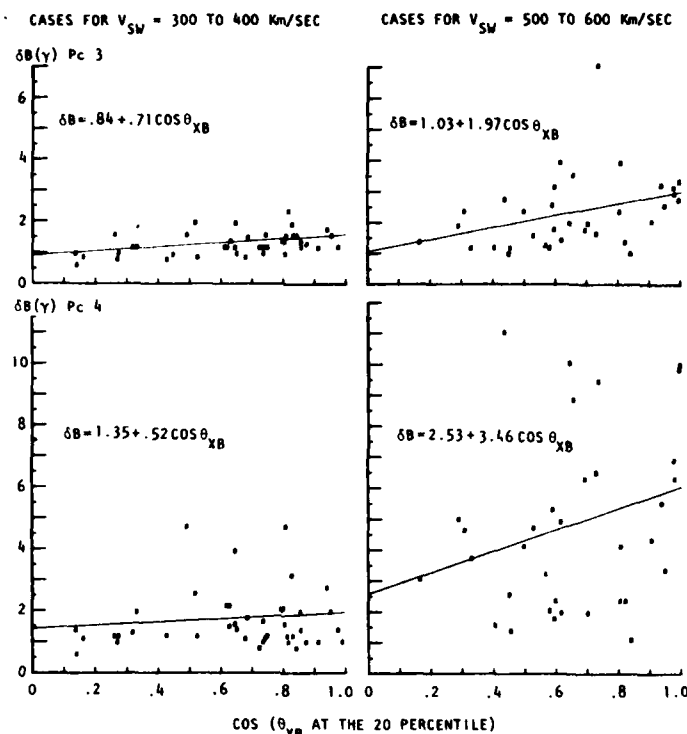 CASES FOR V_SW = 300 TO 400 Km/SEC
CASES FOR V_SW = 500 TO 600 Km/SEC
δB(γ) Pc 3
7
6
4
2
0
δB=.84+.71COSθ_XB
δB=1.03+1.97COSθ_XB
δB(γ) Pc 4
10
8
6
4
2
0
δB=1.35+.52COSθ_XB
δB=2.53+3.46 COSθ_XB
0 .2 .4 .6 .8 1.0
0 .2 .4 .6 .8 1.0
COS (θ_XB AT THE 20 PERCENTILE)